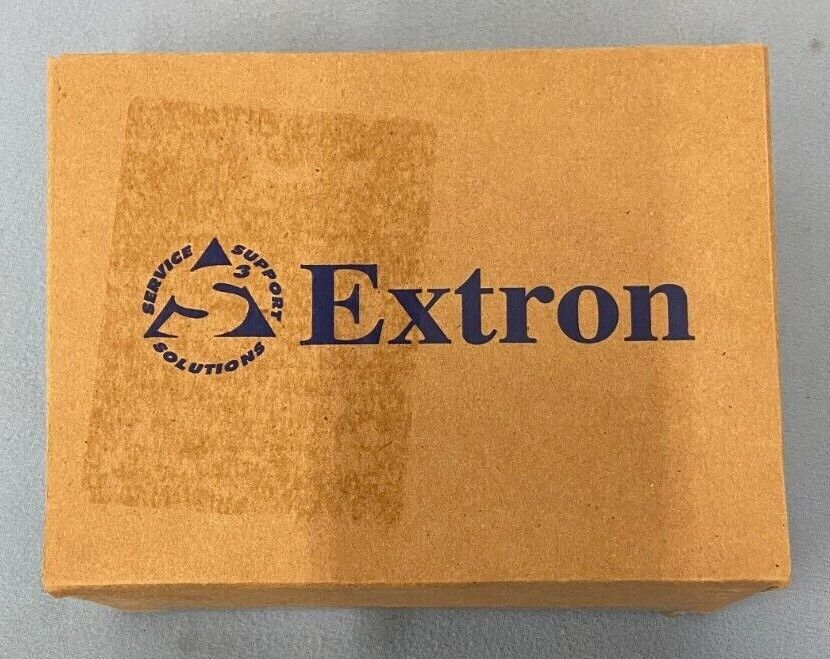 SERVICE
SUPPORT
SOLUTIONS
S3
Extron